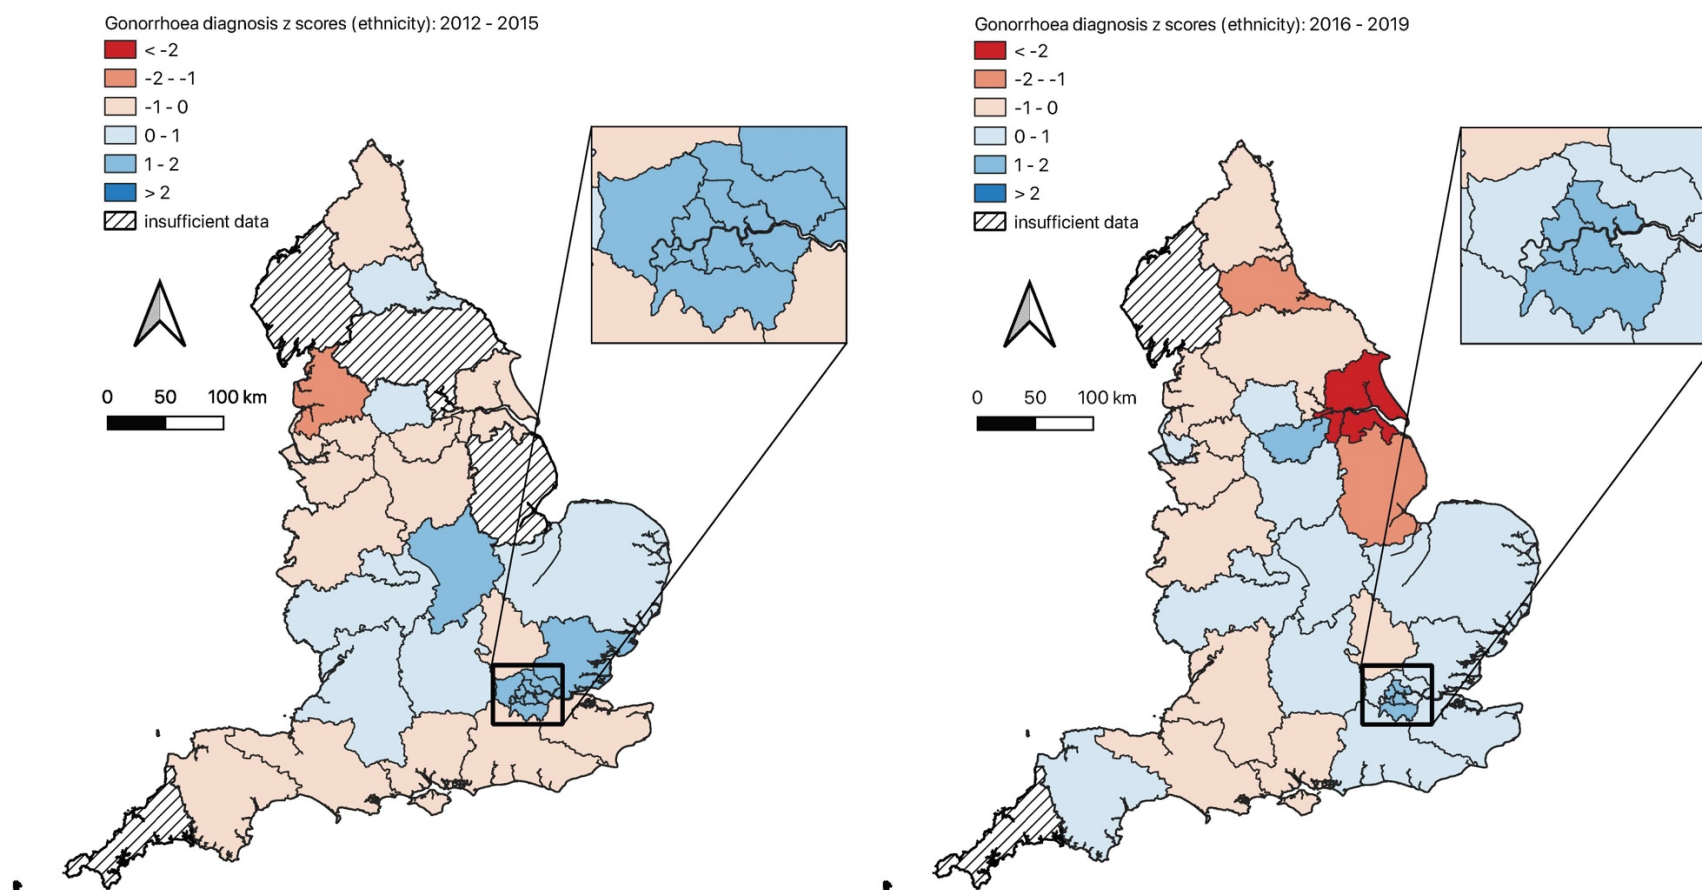 Gonorrhoea diagnosis z scores (ethnicity): 2012 - 2015
< -2
-2 - -1
-1 - 0
0 - 1
1 - 2
> 2
insufficient data
0 50 100 km
Gonorrhoea diagnosis z scores (ethnicity): 2016 - 2019
< -2
-2 - -1
-1 - 0
0 - 1
1 - 2
> 2
insufficient data
0 50 100 km